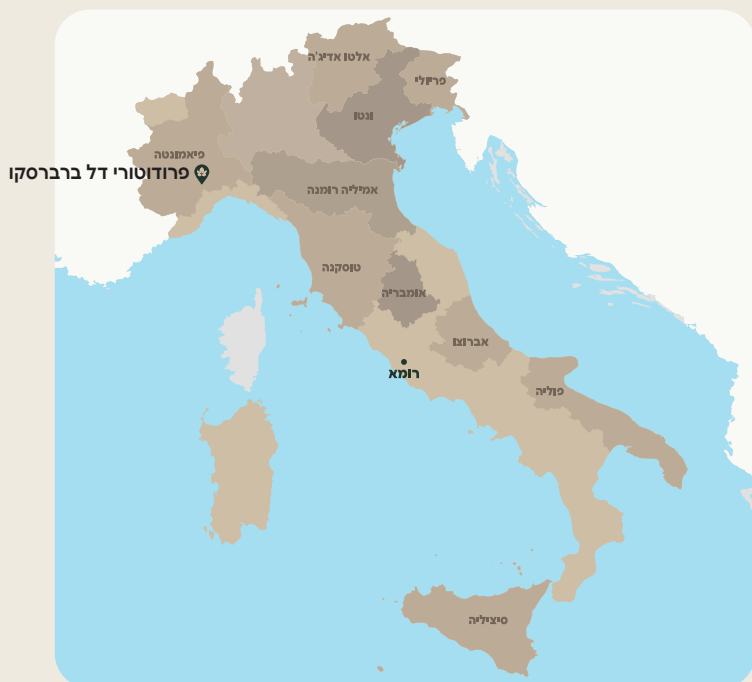 אלטו אדיג'ה
פריולי
ונטו
פיאמונטה
פרודוטורי דל ברברסקו
אמיליה רומנה
טוסקנה
אומבריה
אברוצו
רומא
פוליה
סיציליה